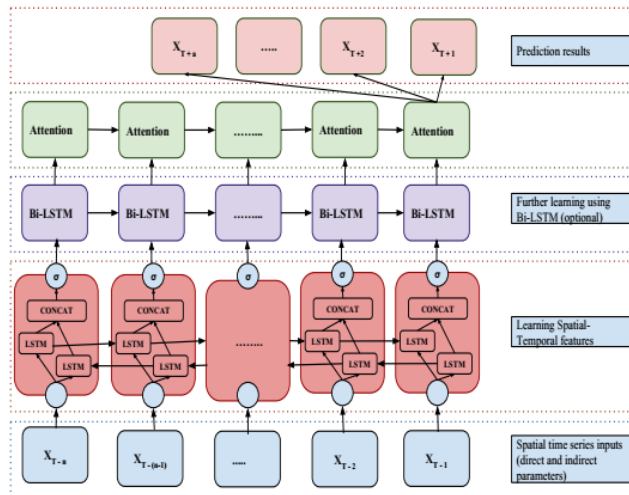 X_{T+n}
.....
X_{T+2}
X_{T+1}
Prediction results
Attention
Attention
........
Attention
Attention
Bi-LSTM
Bi-LSTM
........
Bi-LSTM
Bi-LSTM
Further learning using
Bi-LSTM (optional)
σ
σ
σ
σ
σ
CONCAT
CONCAT
CONCAT
CONCAT
LSTM
LSTM
........
LSTM
LSTM
LSTM
LSTM
LSTM
LSTM
Learning Spatial-
Temporal features
X_{T-n}
X_{T-(n-1)}
.....
X_{T-2}
X_{T-1}
Spatial time series inputs
(direct and indirect
parameters)